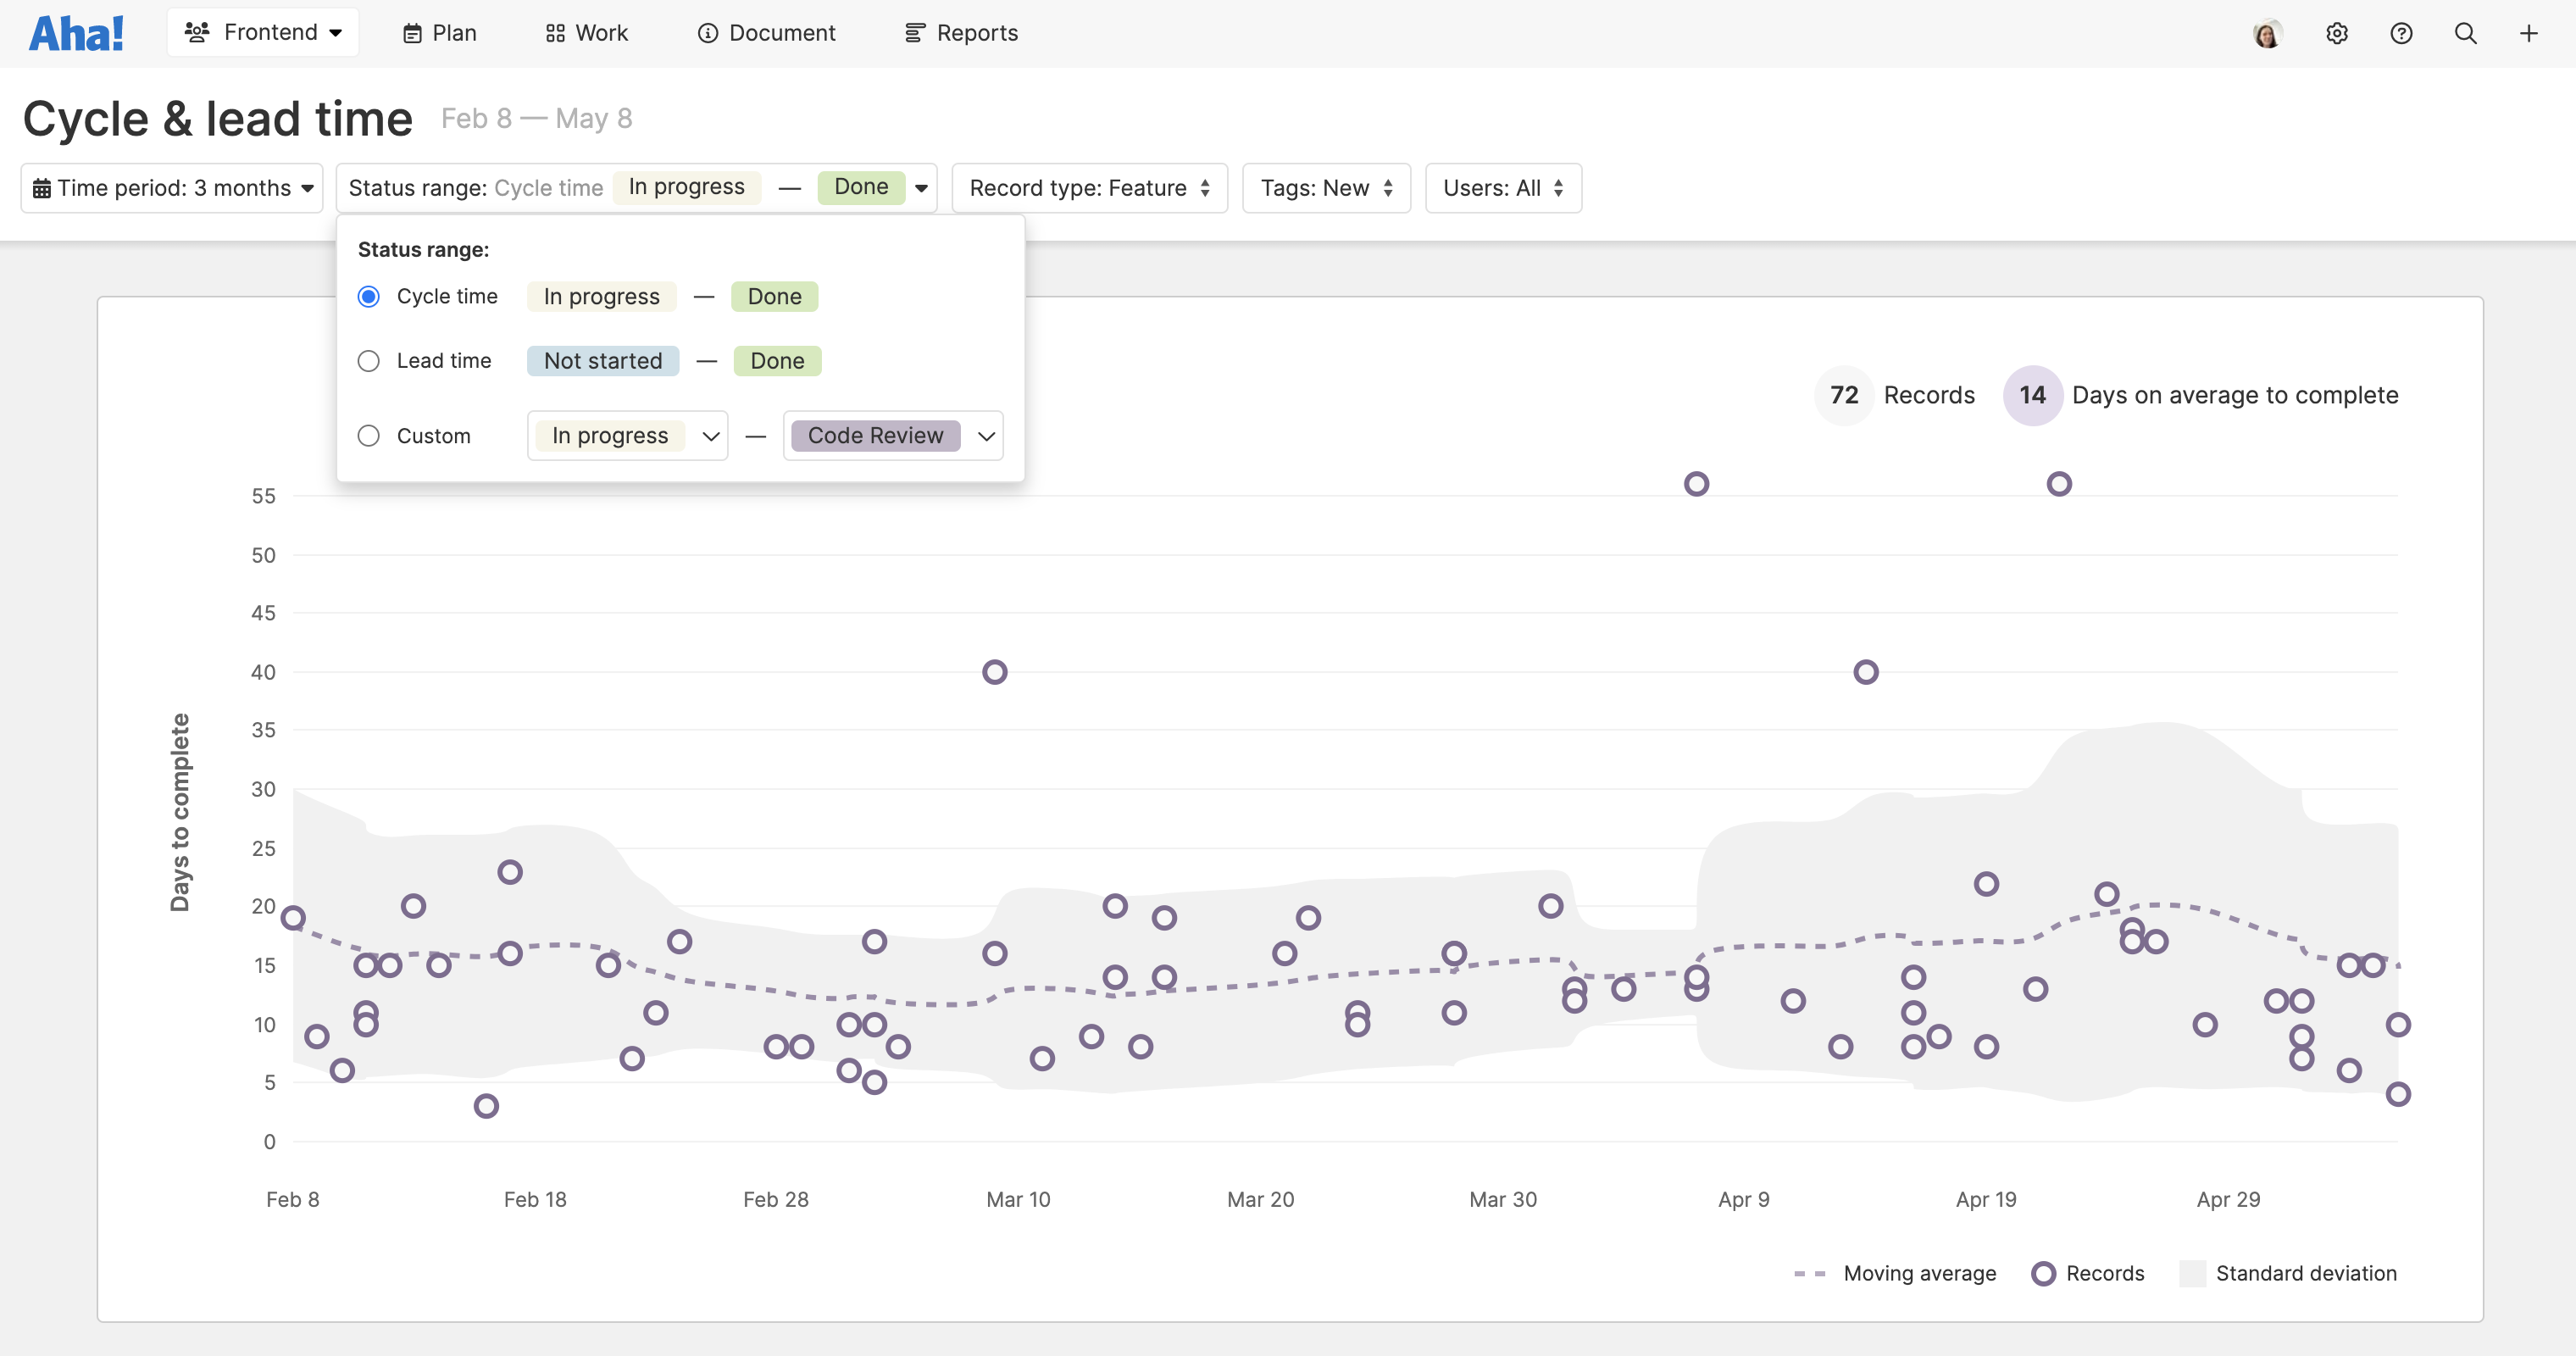 Aha! Frontend Plan Work Document Reports
Cycle & lead time Feb 8 — May 8
Time period: 3 months Status range: Cycle time In progress — Done Record type: Feature Tags: New Users: All
Status range:
Cycle time In progress — Done
Lead time Not started — Done
Custom In progress — Code Review
72 Records 14 Days on average to complete
Days to complete
55
50
45
40
35
30
25
20
15
10
5
0
Feb 8 Feb 18 Feb 28 Mar 10 Mar 20 Mar 30 Apr 9 Apr 19 Apr 29
Moving average Records Standard deviation